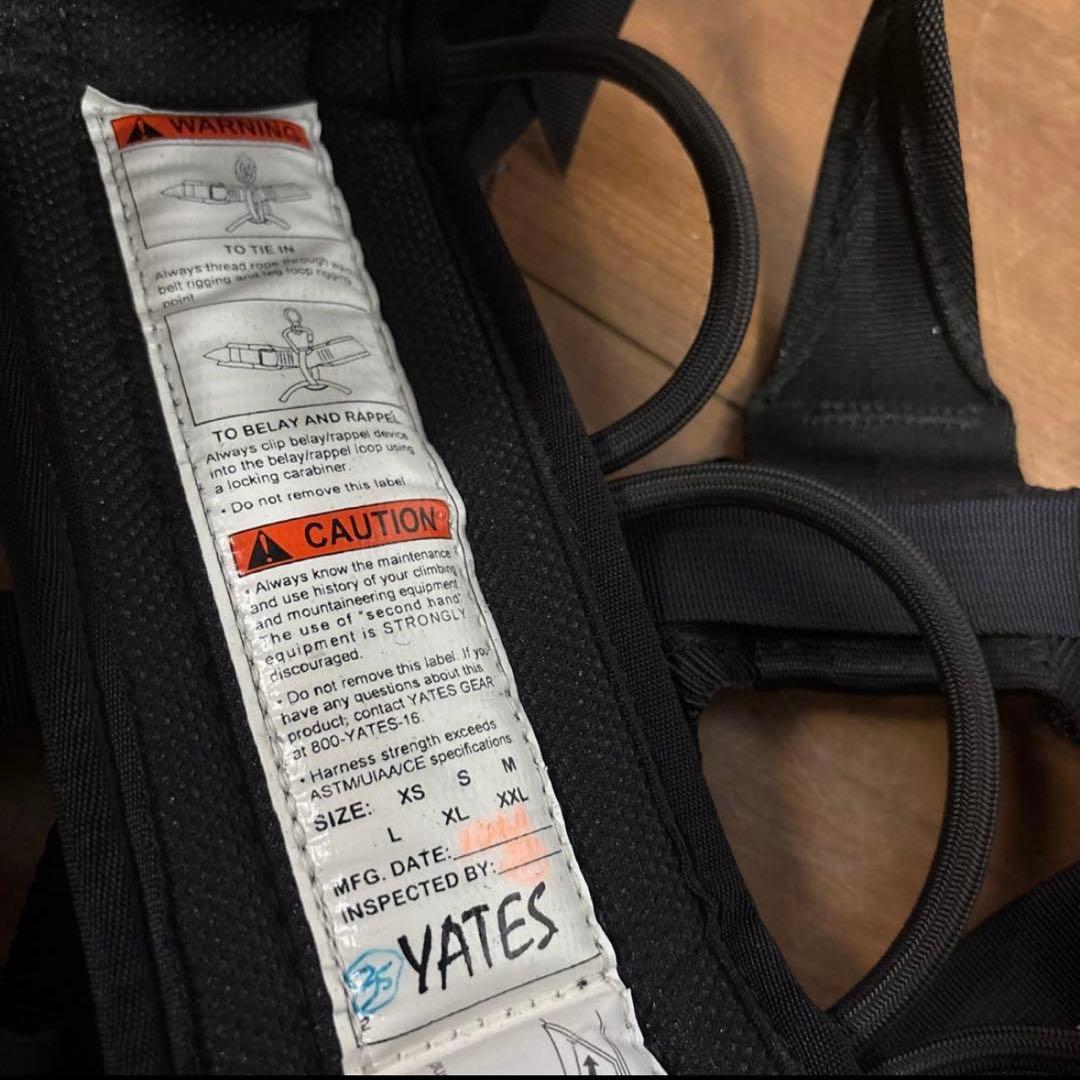 WARNING
TO TIE IN
Always thread rope through waist
belt rigging and leg loop rigging
point
TO BELAY AND RAPPEL
Always clip belay/rappel device
into the belay/rappel loop using
a locking carabiner.
• Do not remove this label
CAUTION
• Always know the maintenance
and use history of your climbing
and mountaineering equipment
The use of "second hand"
equipment is STRONGLY
discouraged.
• Do not remove this label. If you
have any questions about this
product; contact YATES GEAR
at 800-YATES-16.
• Harness strength exceeds
ASTM/UIAA/CE specifications
SIZE: XS S M
L XL XXL
MFG. DATE:
INSPECTED BY:
YATES